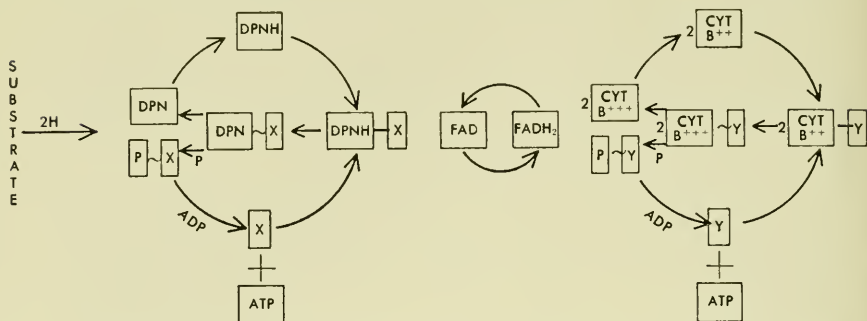 SUBSTRATE
2H
DPNH
DPN
DPN ~ X
DPNH — X
P ~ X
P
ADP
X
+
ATP
FAD
FADH₂
2 CYT B++
2 CYT B+++
2 CYT B+++ ~ Y
2 CYT B++ — Y
P ~ Y
P
ADP
Y
+
ATP